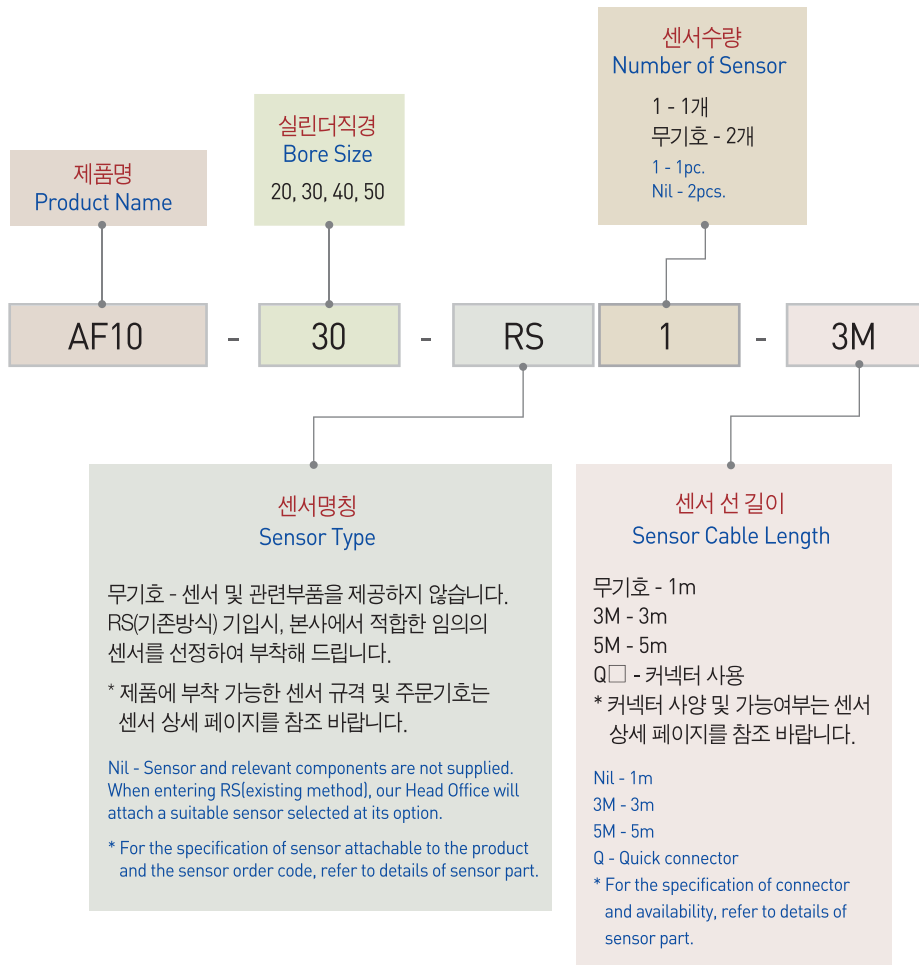 센서수량
Number of Sensor
1 - 1개
무기호 - 2개
1 - 1pc.
Nil - 2pcs.
실린더직경
Bore Size
20, 30, 40, 50
제품명
Product Name
AF10 - 30 - RS 1 - 3M
센서명칭
Sensor Type
무기호 - 센서 및 관련부품을 제공하지 않습니다.
RS(기존방식) 기입시, 본사에서 적합한 임의의
센서를 선정하여 부착해 드립니다.
* 제품에 부착 가능한 센서 규격 및 주문기호는
센서 상세 페이지를 참조 바랍니다.
Nil - Sensor and relevant components are not supplied.
When entering RS(existing method), our Head Office will
attach a suitable sensor selected at its option.
* For the specification of sensor attachable to the product
and the sensor order code, refer to details of sensor part.
센서 선 길이
Sensor Cable Length
무기호 - 1m
3M - 3m
5M - 5m
Q□ - 커넥터 사용
* 커넥터 사양 및 가능여부는 센서
상세 페이지를 참조 바랍니다.
Nil - 1m
3M - 3m
5M - 5m
Q - Quick connector
* For the specification of connector
and availability, refer to details of
sensor part.